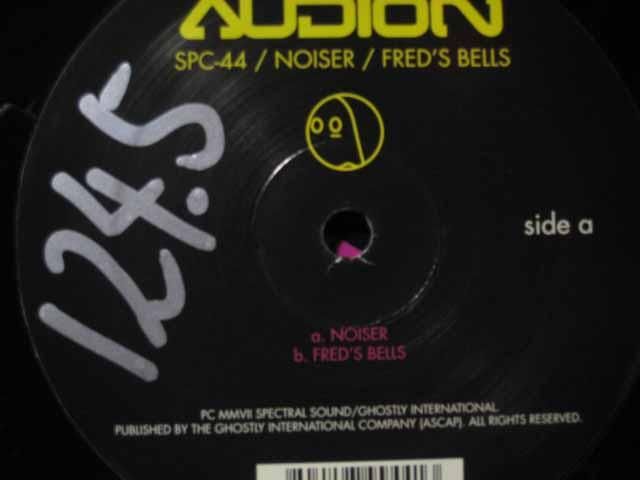 AUDION
SPC-44 / NOISER / FRED'S BELLS
124.5
side a
a. NOISER
b. FRED'S BELLS
PC MMVII SPECTRAL SOUND/GHOSTLY INTERNATIONAL.
PUBLISHED BY THE GHOSTLY INTERNATIONAL COMPANY (ASCAP). ALL RIGHTS RESERVED.